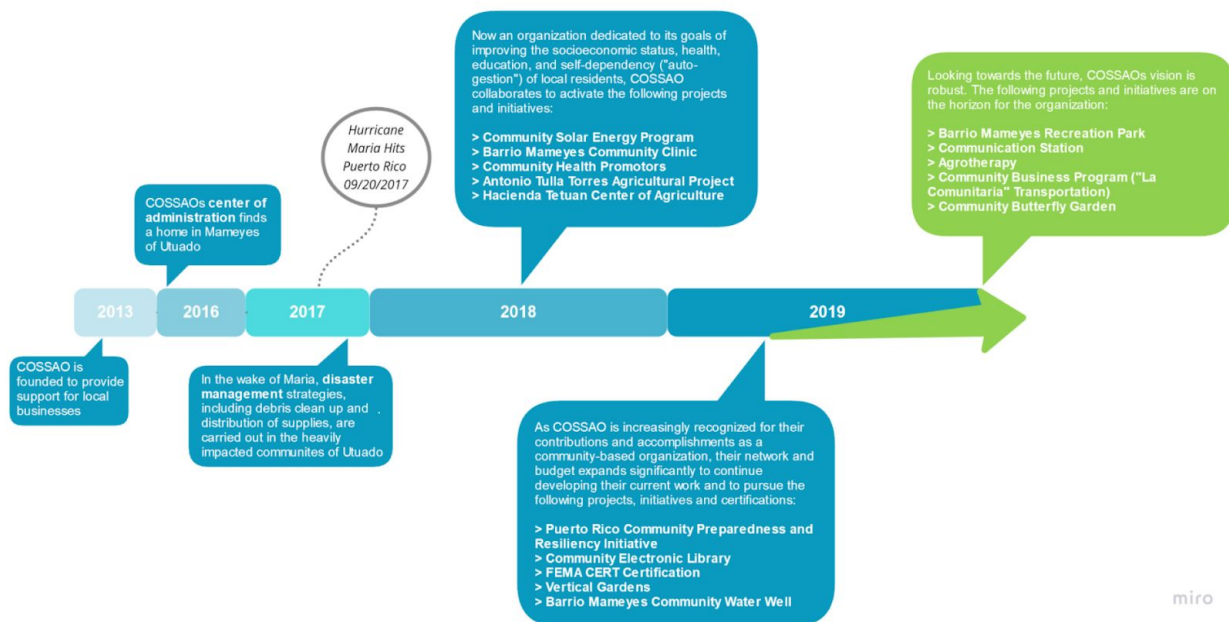 Now an organization dedicated to its goals of
improving the socioeconomic status, health,
education, and self-dependency ("auto-
gestion") of local residents, COSSAO
collaborates to activate the following projects
and initiatives:
> Community Solar Energy Program
> Barrio Mameyes Community Clinic
> Community Health Promotors
> Antonio Tulla Torres Agricultural Project
> Hacienda Tetuan Center of Agriculture
Looking towards the future, COSSAOs vision is
robust. The following projects and initiatives are on
the horizon for the organization:
> Barrio Mameyes Recreation Park
> Communication Station
> Agrotherapy
> Community Business Program ("La
Comunitaria" Transportation)
> Community Butterfly Garden
Hurricane
Maria Hits
Puerto Rico
09/20/2017
COSSAOs center of
administration finds
a home in Mameyes
of Utuado
2013
2016
2017
2018
2019
COSSAO is
founded to provide
support for local
businesses
In the wake of Maria, disaster
management strategies,
including debris clean up and .
distribution of supplies, are
carried out in the heavily
impacted communites of Utuado
As COSSAO is increasingly recognized for their
contributions and accomplishments as a
community-based organization, their network and
budget expands significantly to continue
developing their current work and to pursue the
following projects, initiatives and certifications:
> Puerto Rico Community Preparedness and
Resiliency Initiative
> Community Electronic Library
> FEMA CERT Certification
> Vertical Gardens
> Barrio Mameyes Community Water Well
miro